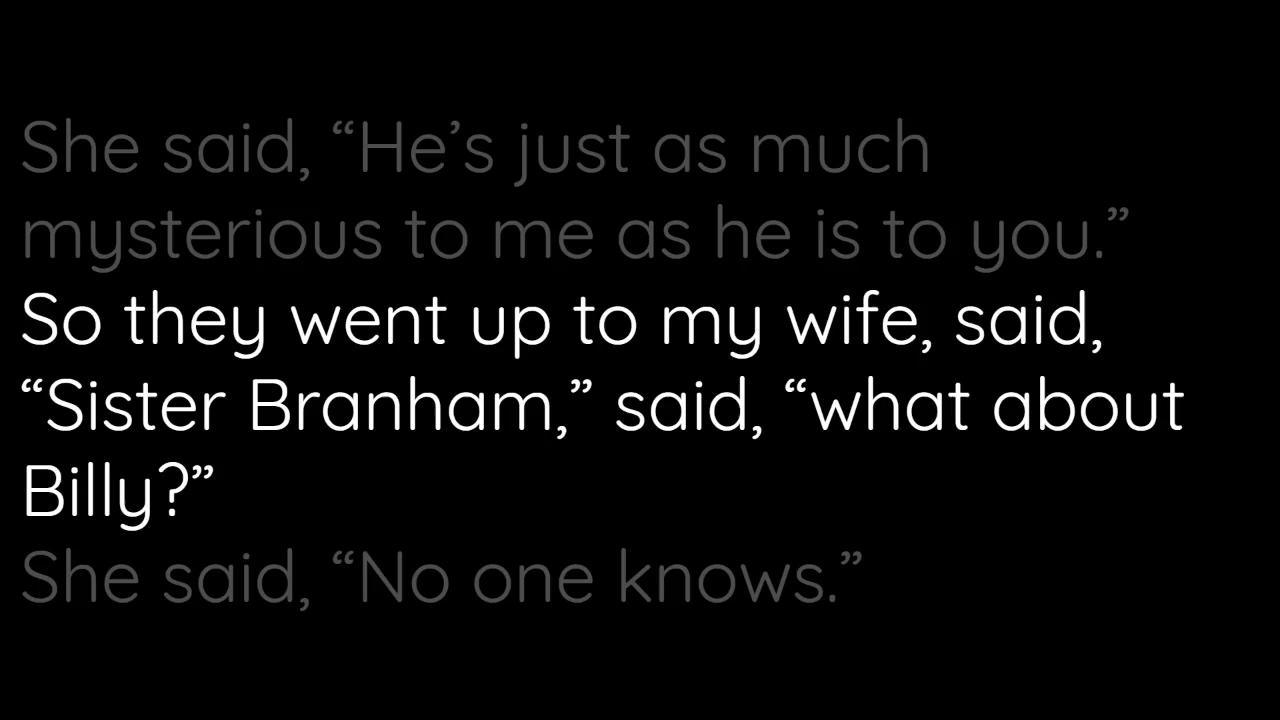 She said, “He’s just as much
mysterious to me as he is to you.”
So they went up to my wife, said,
“Sister Branham,” said, “what about
Billy?”
She said, “No one knows.”